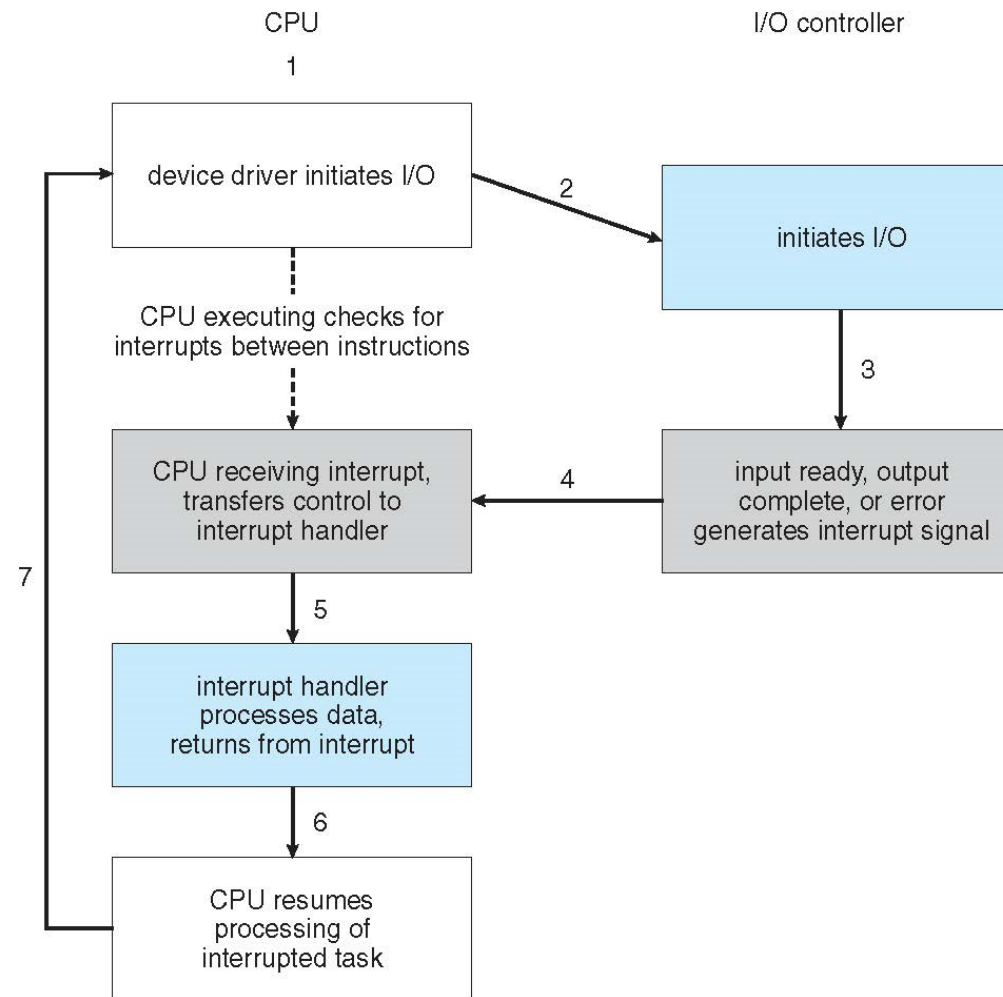 CPU
I/O controller
1
device driver initiates I/O
2
initiates I/O
CPU executing checks for
interrupts between instructions
3
CPU receiving interrupt,
transfers control to
interrupt handler
4
input ready, output
complete, or error
generates interrupt signal
7
5
interrupt handler
processes data,
returns from interrupt
6
CPU resumes
processing of
interrupted task